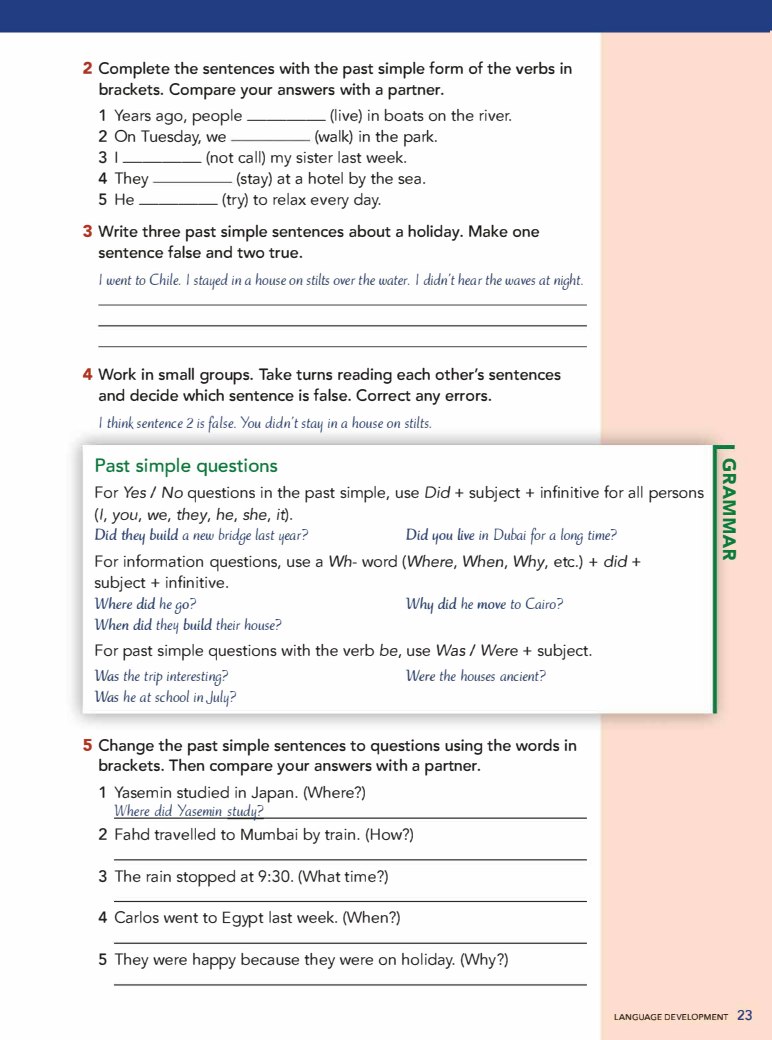 2 Complete the sentences with the past simple form of the verbs in
brackets. Compare your answers with a partner.
1 Years ago, people __________ (live) in boats on the river.
2 On Tuesday, we __________ (walk) in the park.
3 I __________ (not call) my sister last week.
4 They __________ (stay) at a hotel by the sea.
5 He __________ (try) to relax every day.
3 Write three past simple sentences about a holiday. Make one
sentence false and two true.
I went to Chile. I stayed in a house on stilts over the water. I didn't hear the waves at night.
4 Work in small groups. Take turns reading each other's sentences
and decide which sentence is false. Correct any errors.
I think sentence 2 is false. You didn't stay in a house on stilts.
GRAMMAR
Past simple questions
For Yes / No questions in the past simple, use Did + subject + infinitive for all persons
(I, you, we, they, he, she, it).
Did they build a new bridge last year? Did you live in Dubai for a long time?
For information questions, use a Wh- word (Where, When, Why, etc.) + did +
subject + infinitive.
Where did he go? Why did he move to Cairo?
When did they build their house?
For past simple questions with the verb be, use Was / Were + subject.
Was the trip interesting? Were the houses ancient?
Was he at school in July?
5 Change the past simple sentences to questions using the words in
brackets. Then compare your answers with a partner.
1 Yasemin studied in Japan. (Where?)
Where did Yasemin study?
2 Fahd travelled to Mumbai by train. (How?)
3 The rain stopped at 9:30. (What time?)
4 Carlos went to Egypt last week. (When?)
5 They were happy because they were on holiday. (Why?)
LANGUAGE DEVELOPMENT 23